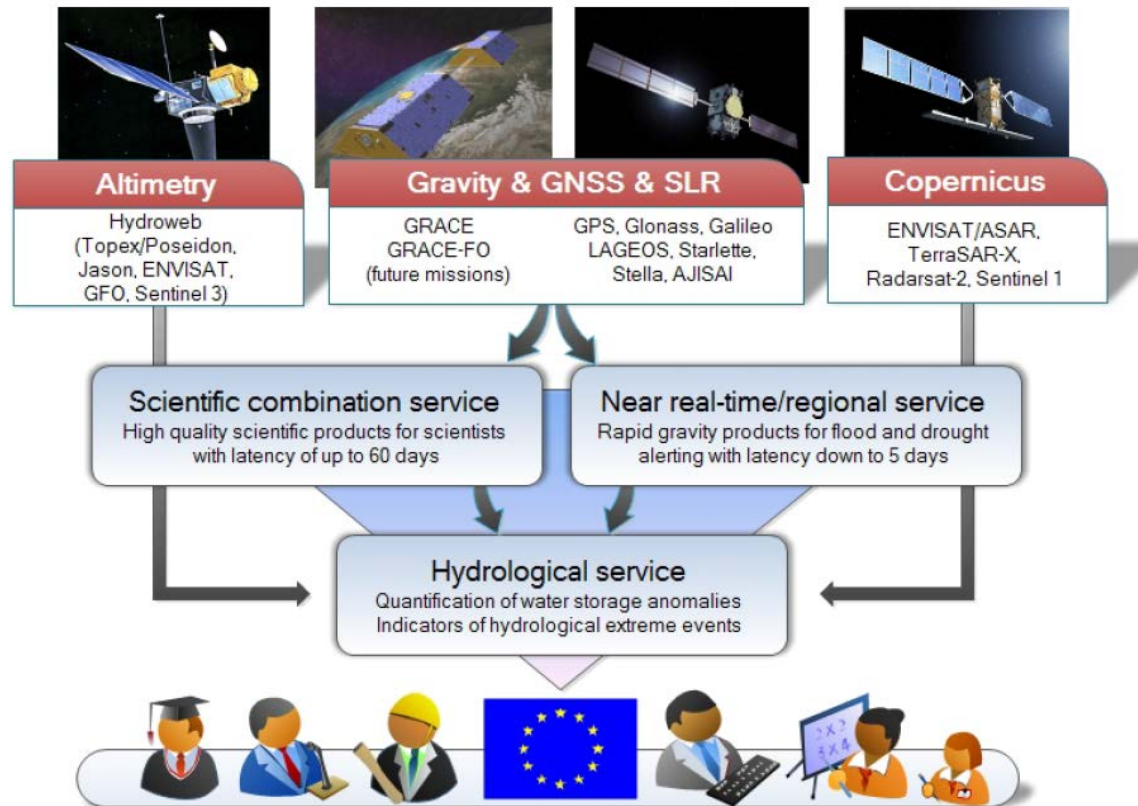 Altimetry
Hydroweb
(Topex/Poseidon,
Jason, ENVISAT,
GFO, Sentinel 3)
Gravity & GNSS & SLR
GRACE
GRACE-FO
(future missions)
GPS, Glonass, Galileo
LAGEOS, Starlette,
Stella, AJISAI
Copernicus
ENVISAT/ASAR,
TerraSAR-X,
Radarsat-2, Sentinel 1
Scientific combination service
High quality scientific products for scientists
with latency of up to 60 days
Near real-time/regional service
Rapid gravity products for flood and drought
alerting with latency down to 5 days
Hydrological service
Quantification of water storage anomalies
Indicators of hydrological extreme events
2 x 2
3 x 4